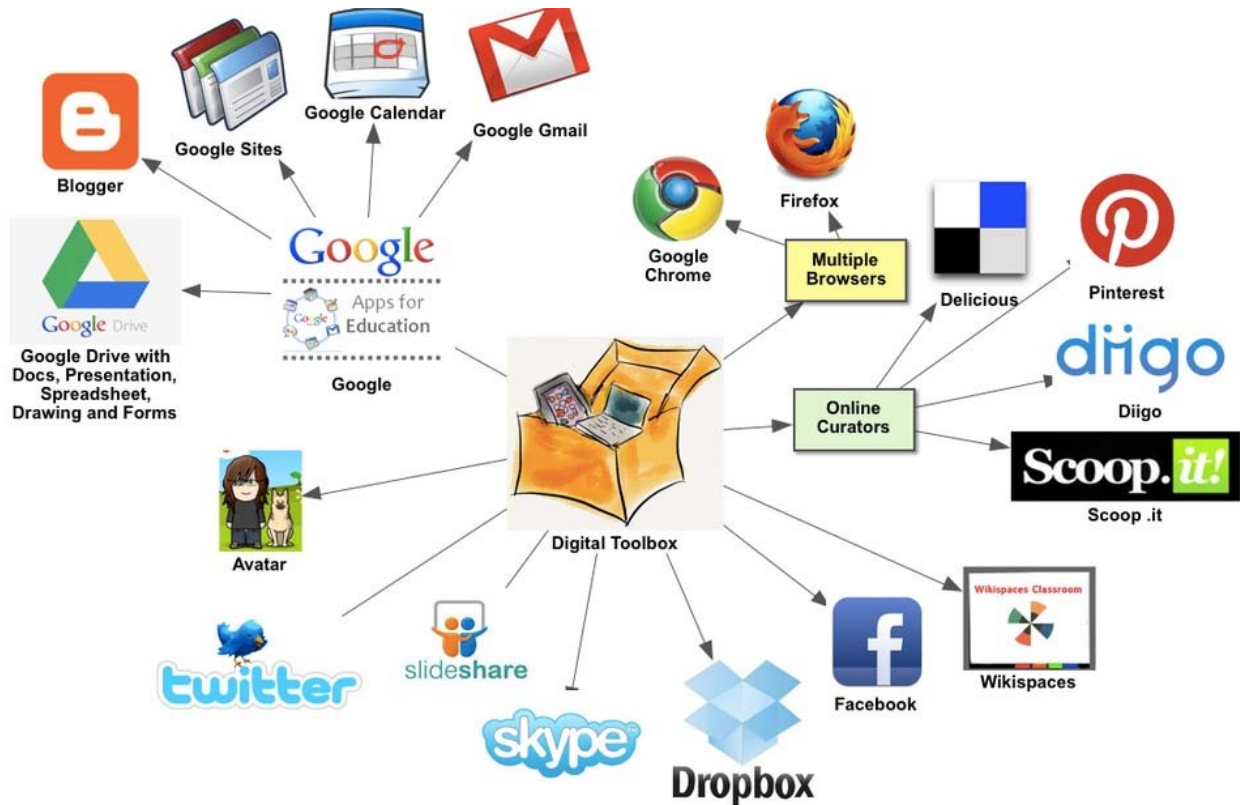 Google Calendar
Google Gmail
Google Sites
Blogger
Google
Apps for
Education
Google
Google
Google Drive
Google Drive with
Docs, Presentation,
Spreadsheet,
Drawing and Forms
Firefox
Google
Chrome
Multiple
Browsers
Delicious
Pinterest
diigo
Diigo
Online
Curators
Scoop.it!
Scoop .it
Digital Toolbox
Avatar
twitter
slideshare
skype
Dropbox
Facebook
Wikispaces Classroom
Wikispaces